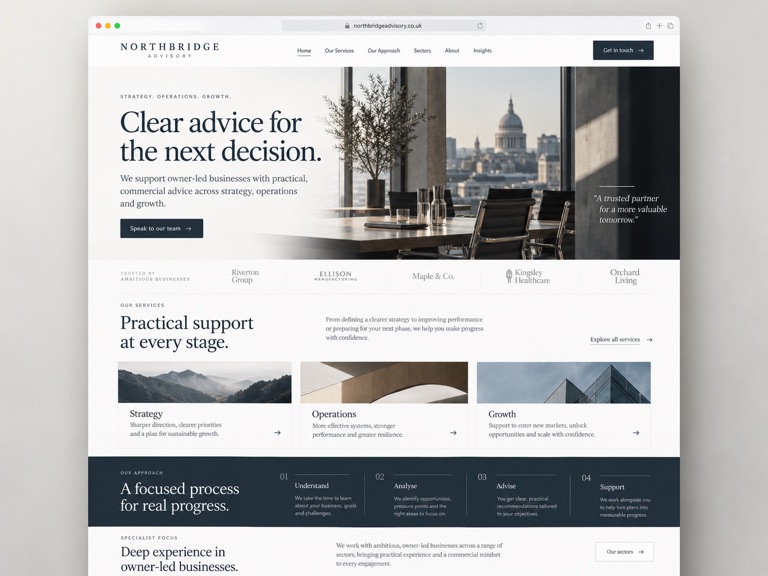 northbridgeadvisory.co.uk
NORTHBRIDGE
ADVISORY
Home Our Services Our Approach Sectors About Insights
Get in touch →
STRATEGY. OPERATIONS. GROWTH.
Clear advice for
the next decision.
We support owner-led businesses with practical,
commercial advice across strategy, operations
and growth.
Speak to our team →
“A trusted partner
for a more valuable
tomorrow.”
TRUSTED BY
AMBITIOUS BUSINESSES
Riverton
Group
ELLISON
MANUFACTURING
Maple & Co.
Kingsley
Healthcare
Orchard
Living
OUR SERVICES
Practical support
at every stage.
From defining a clearer strategy to improving performance
or preparing for your next phase, we help you make progress
with confidence.
Explore all services →
Strategy
Sharper direction, clearer priorities
and a plan for sustainable growth.
→
Operations
More effective systems, stronger
performance and greater resilience.
→
Growth
Support to enter new markets, unlock
opportunities and scale with confidence.
→
OUR APPROACH
A focused process
for real progress.
01
Understand
We take the time to learn
about your business, goals
and challenges.
02
Analyse
We identify opportunities,
pressure points and the
right areas to focus on.
03
Advise
You get clear, practical
recommendations tailored
to your objectives.
04
Support
We work alongside you
to help turn plans into
measurable progress.
SPECIALIST FOCUS
Deep experience in
owner-led businesses.
We work with ambitious, owner-led businesses across a range of
sectors, bringing practical experience and a commercial mindset
to every engagement.
Our sectors →